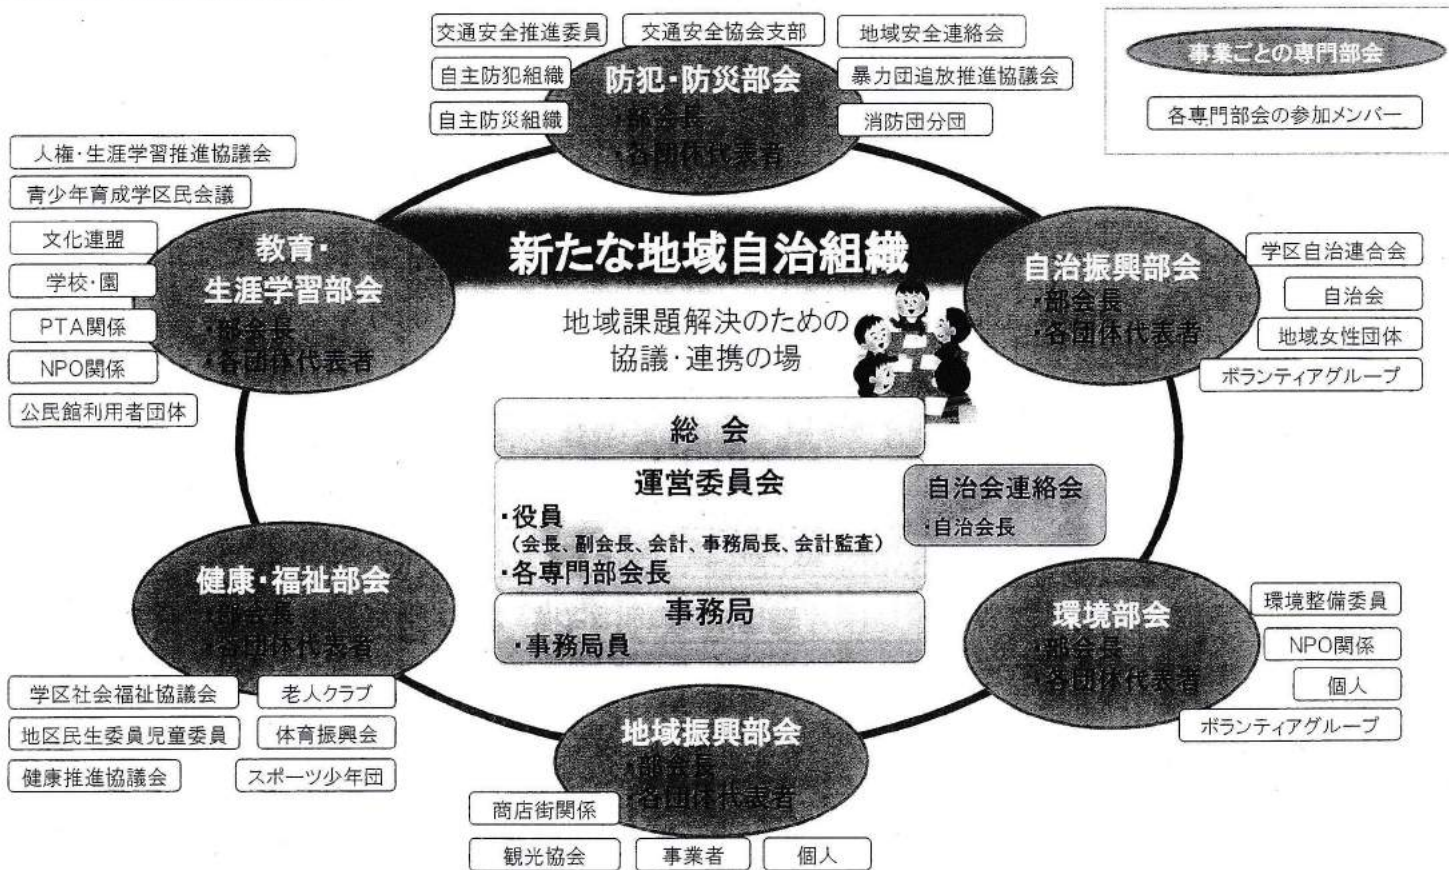 交通安全推進委員
交通安全協会支部
地域安全連絡会
自主防犯組織
暴力団追放推進協議会
自主防災組織
消防団分団
防犯・防災部会
・部会長
・各団体代表者
事業ごとの専門部会
各専門部会の参加メンバー
人権・生涯学習推進協議会
青少年育成学区民会議
文化連盟
学校・園
PTA関係
NPO関係
公民館利用者団体
教育・
生涯学習部会
・部会長
・各団体代表者
新たな地域自治組織
地域課題解決のための
協議・連携の場
自治振興部会
・部会長
・各団体代表者
学区自治連合会
自治会
地域女性団体
ボランティアグループ
総 会
運営委員会
・役員
(会長、副会長、会計、事務局長、会計監査)
・各専門部会長
事務局
・事務局員
自治会連絡会
・自治会長
健康・福祉部会
・部会長
・各団体代表者
学区社会福祉協議会
老人クラブ
地区民生委員児童委員
体育振興会
健康推進協議会
スポーツ少年団
環境部会
・部会長
・各団体代表者
環境整備委員
NPO関係
個人
ボランティアグループ
地域振興部会
・部会長
・各団体代表者
商店街関係
観光協会
事業者
個人